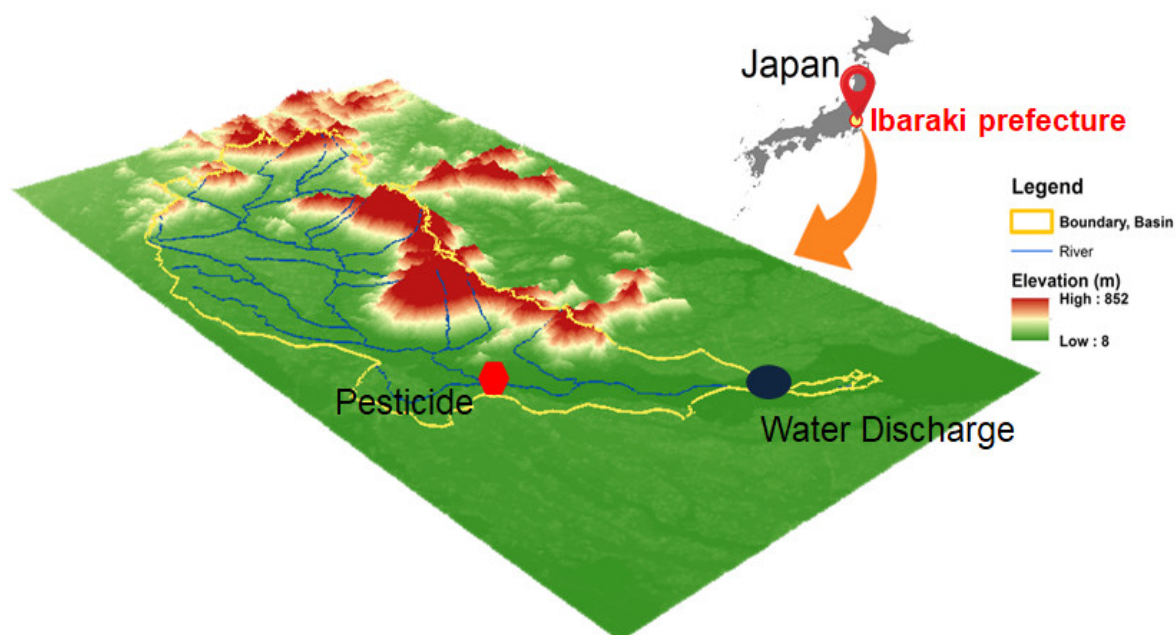 Japan
Ibaraki prefecture
Legend
Boundary, Basin
River
Elevation (m)
High : 852
Low : 8
Pesticide
Water Discharge